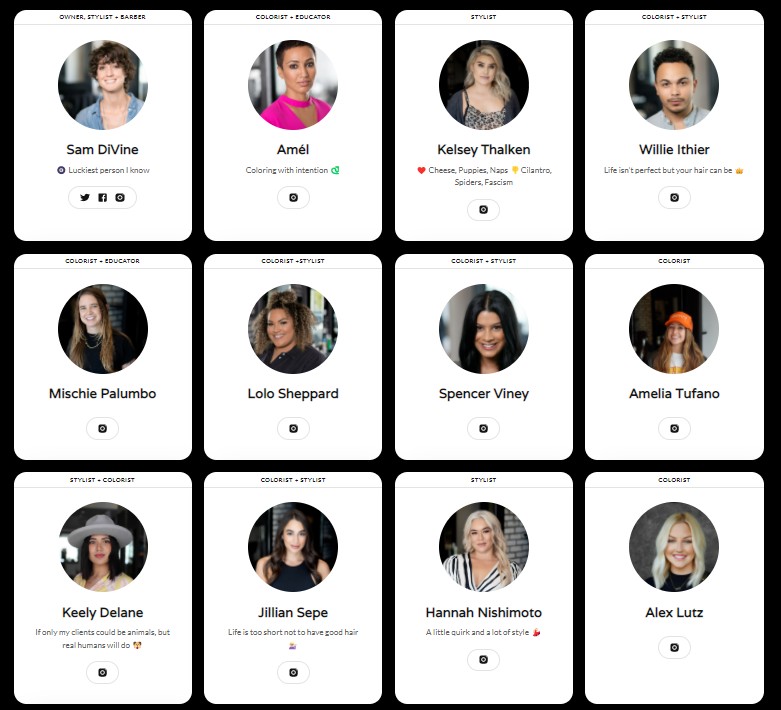 OWNER, STYLIST + BARBER
Sam DiVine
🧿 Luckiest person I know
COLORIST + EDUCATOR
Amél
Coloring with intention
STYLIST
Kelsey Thalken
❤️ Cheese, Puppies, Naps 👎 Cilantro,
Spiders, Fascism
COLORIST + STYLIST
Willie Ithier
Life isn't perfect but your hair can be 👑
COLORIST + EDUCATOR
Mischie Palumbo
COLORIST +STYLIST
Lolo Sheppard
COLORIST + STYLIST
Spencer Viney
COLORIST
Amelia Tufano
STYLIST + COLORIST
Keely Delane
If only my clients could be animals, but
real humans will do 🐶
COLORIST + STYLIST
Jillian Sepe
Life is too short not to have good hair
💁‍♀️
STYLIST
Hannah Nishimoto
A little quirk and a lot of style 💃
COLORIST
Alex Lutz